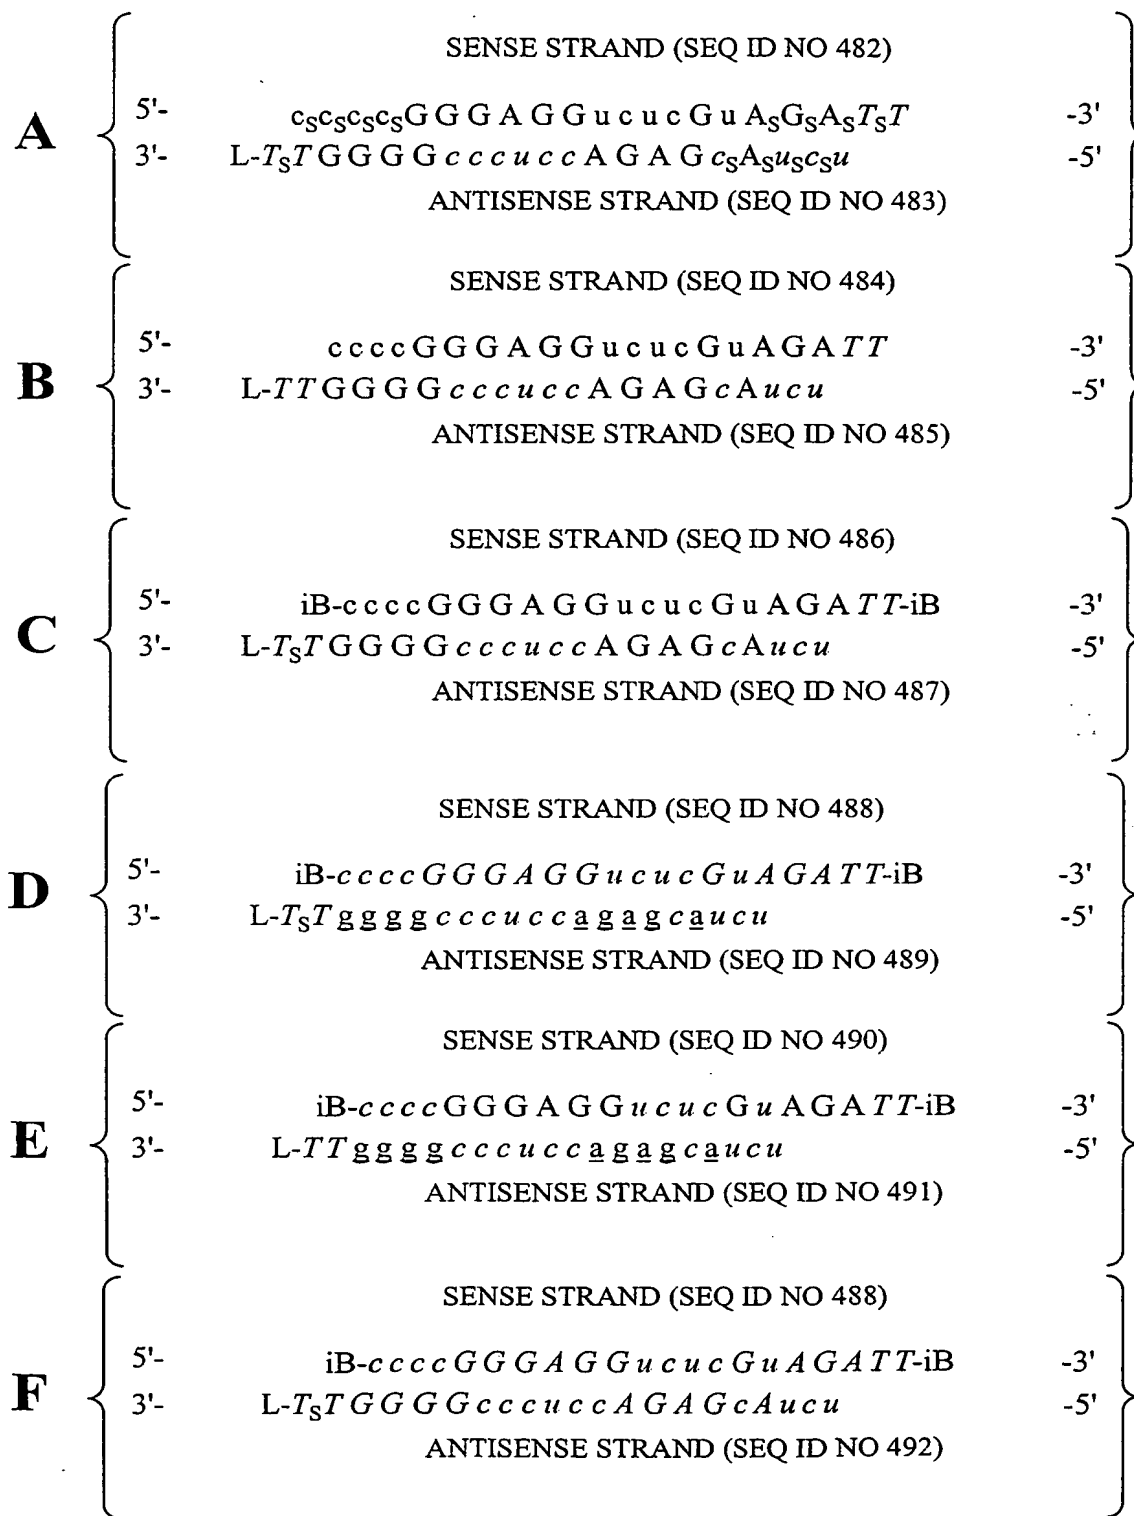 SENSE STRAND (SEQ ID NO 482)
5'- cscscscsGGGAGGucucGuAsGsAsTsT -3'
A
3'- L-TsTGGGGcccuccAGAGcsAsuscsu -5'
ANTISENSE STRAND (SEQ ID NO 483)
SENSE STRAND (SEQ ID NO 484)
5'- ccccGGGAGGucucGuAGATT -3'
B
3'- L-TTGGGGcccuccAGAGcAucu -5'
ANTISENSE STRAND (SEQ ID NO 485)
SENSE STRAND (SEQ ID NO 486)
5'- iB-ccccGGGAGGucucGuAGATT-iB -3'
C
3'- L-TsTGGGGcccuccAGAGcAucu -5'
ANTISENSE STRAND (SEQ ID NO 487)
SENSE STRAND (SEQ ID NO 488)
5'- iB-ccccGGGAGGucucGuAGATT-iB -3'
D
3'- L-TsTggggcccuccagagcaucu -5'
ANTISENSE STRAND (SEQ ID NO 489)
SENSE STRAND (SEQ ID NO 490)
5'- iB-ccccGGGAGGucucGuAGATT-iB -3'
E
3'- L-TTggggcccuccagagcaucu -5'
ANTISENSE STRAND (SEQ ID NO 491)
SENSE STRAND (SEQ ID NO 488)
5'- iB-ccccGGGAGGucucGuAGATT-iB -3'
F
3'- L-TsTGGGGcccuccAGAGcAucu -5'
ANTISENSE STRAND (SEQ ID NO 492)